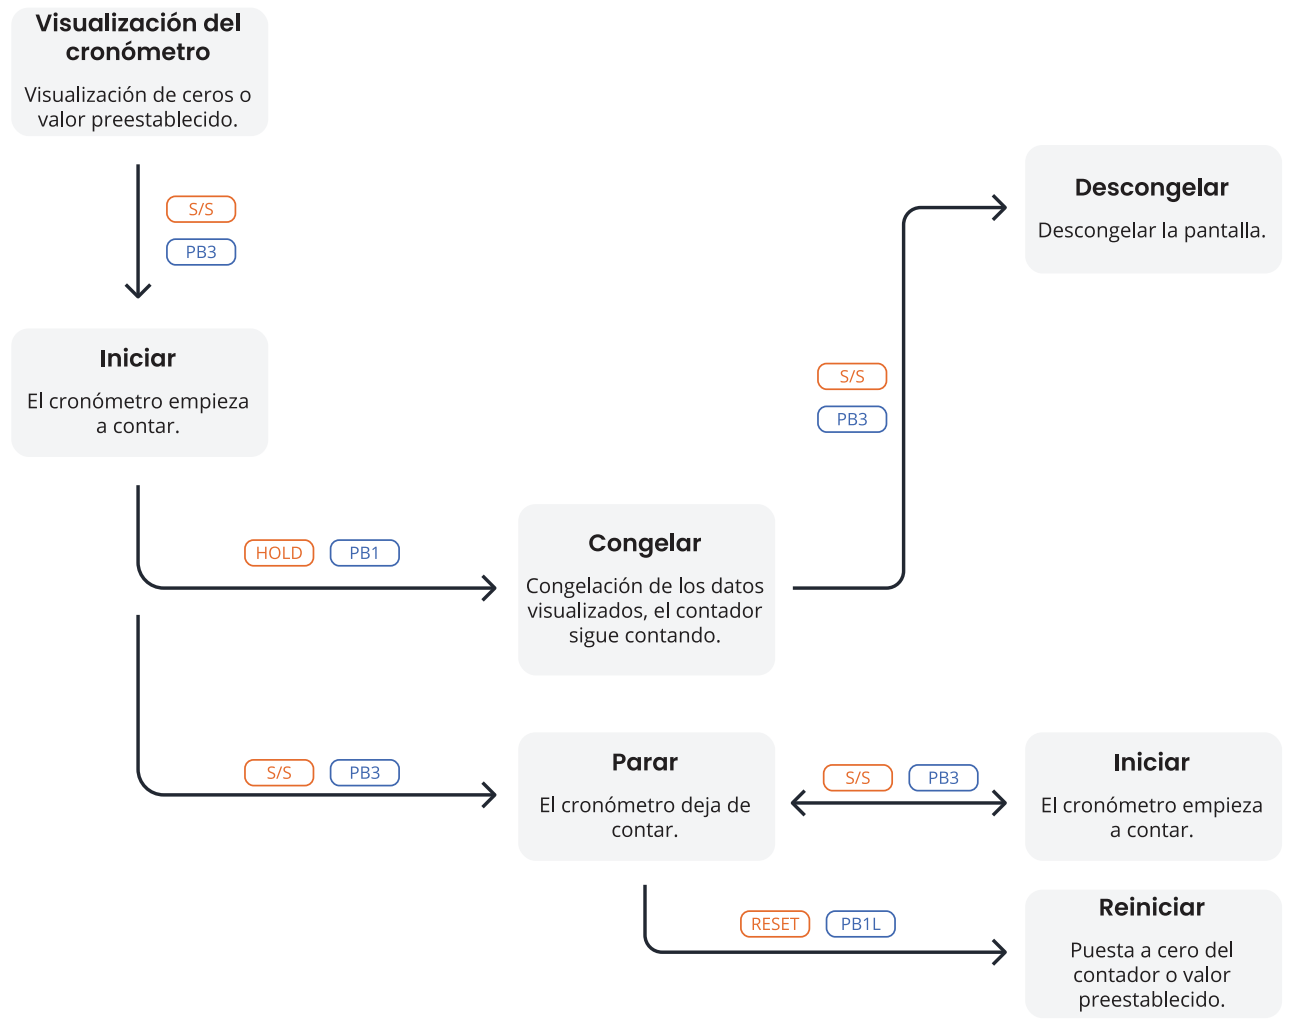 Visualización del
cronómetro
Visualización de ceros o
valor preestablecido.
S/S
PB3
Iniciar
El cronómetro empieza
a contar.
HOLD PB1
Congelar
Congelación de los datos
visualizados, el contador
sigue contando.
S/S
PB3
Descongelar
Descongelar la pantalla.
S/S PB3
Parar
El cronómetro deja de
contar.
S/S PB3
Iniciar
El cronómetro empieza
a contar.
RESET PB1L
Reiniciar
Puesta a cero del
contador o valor
preestablecido.